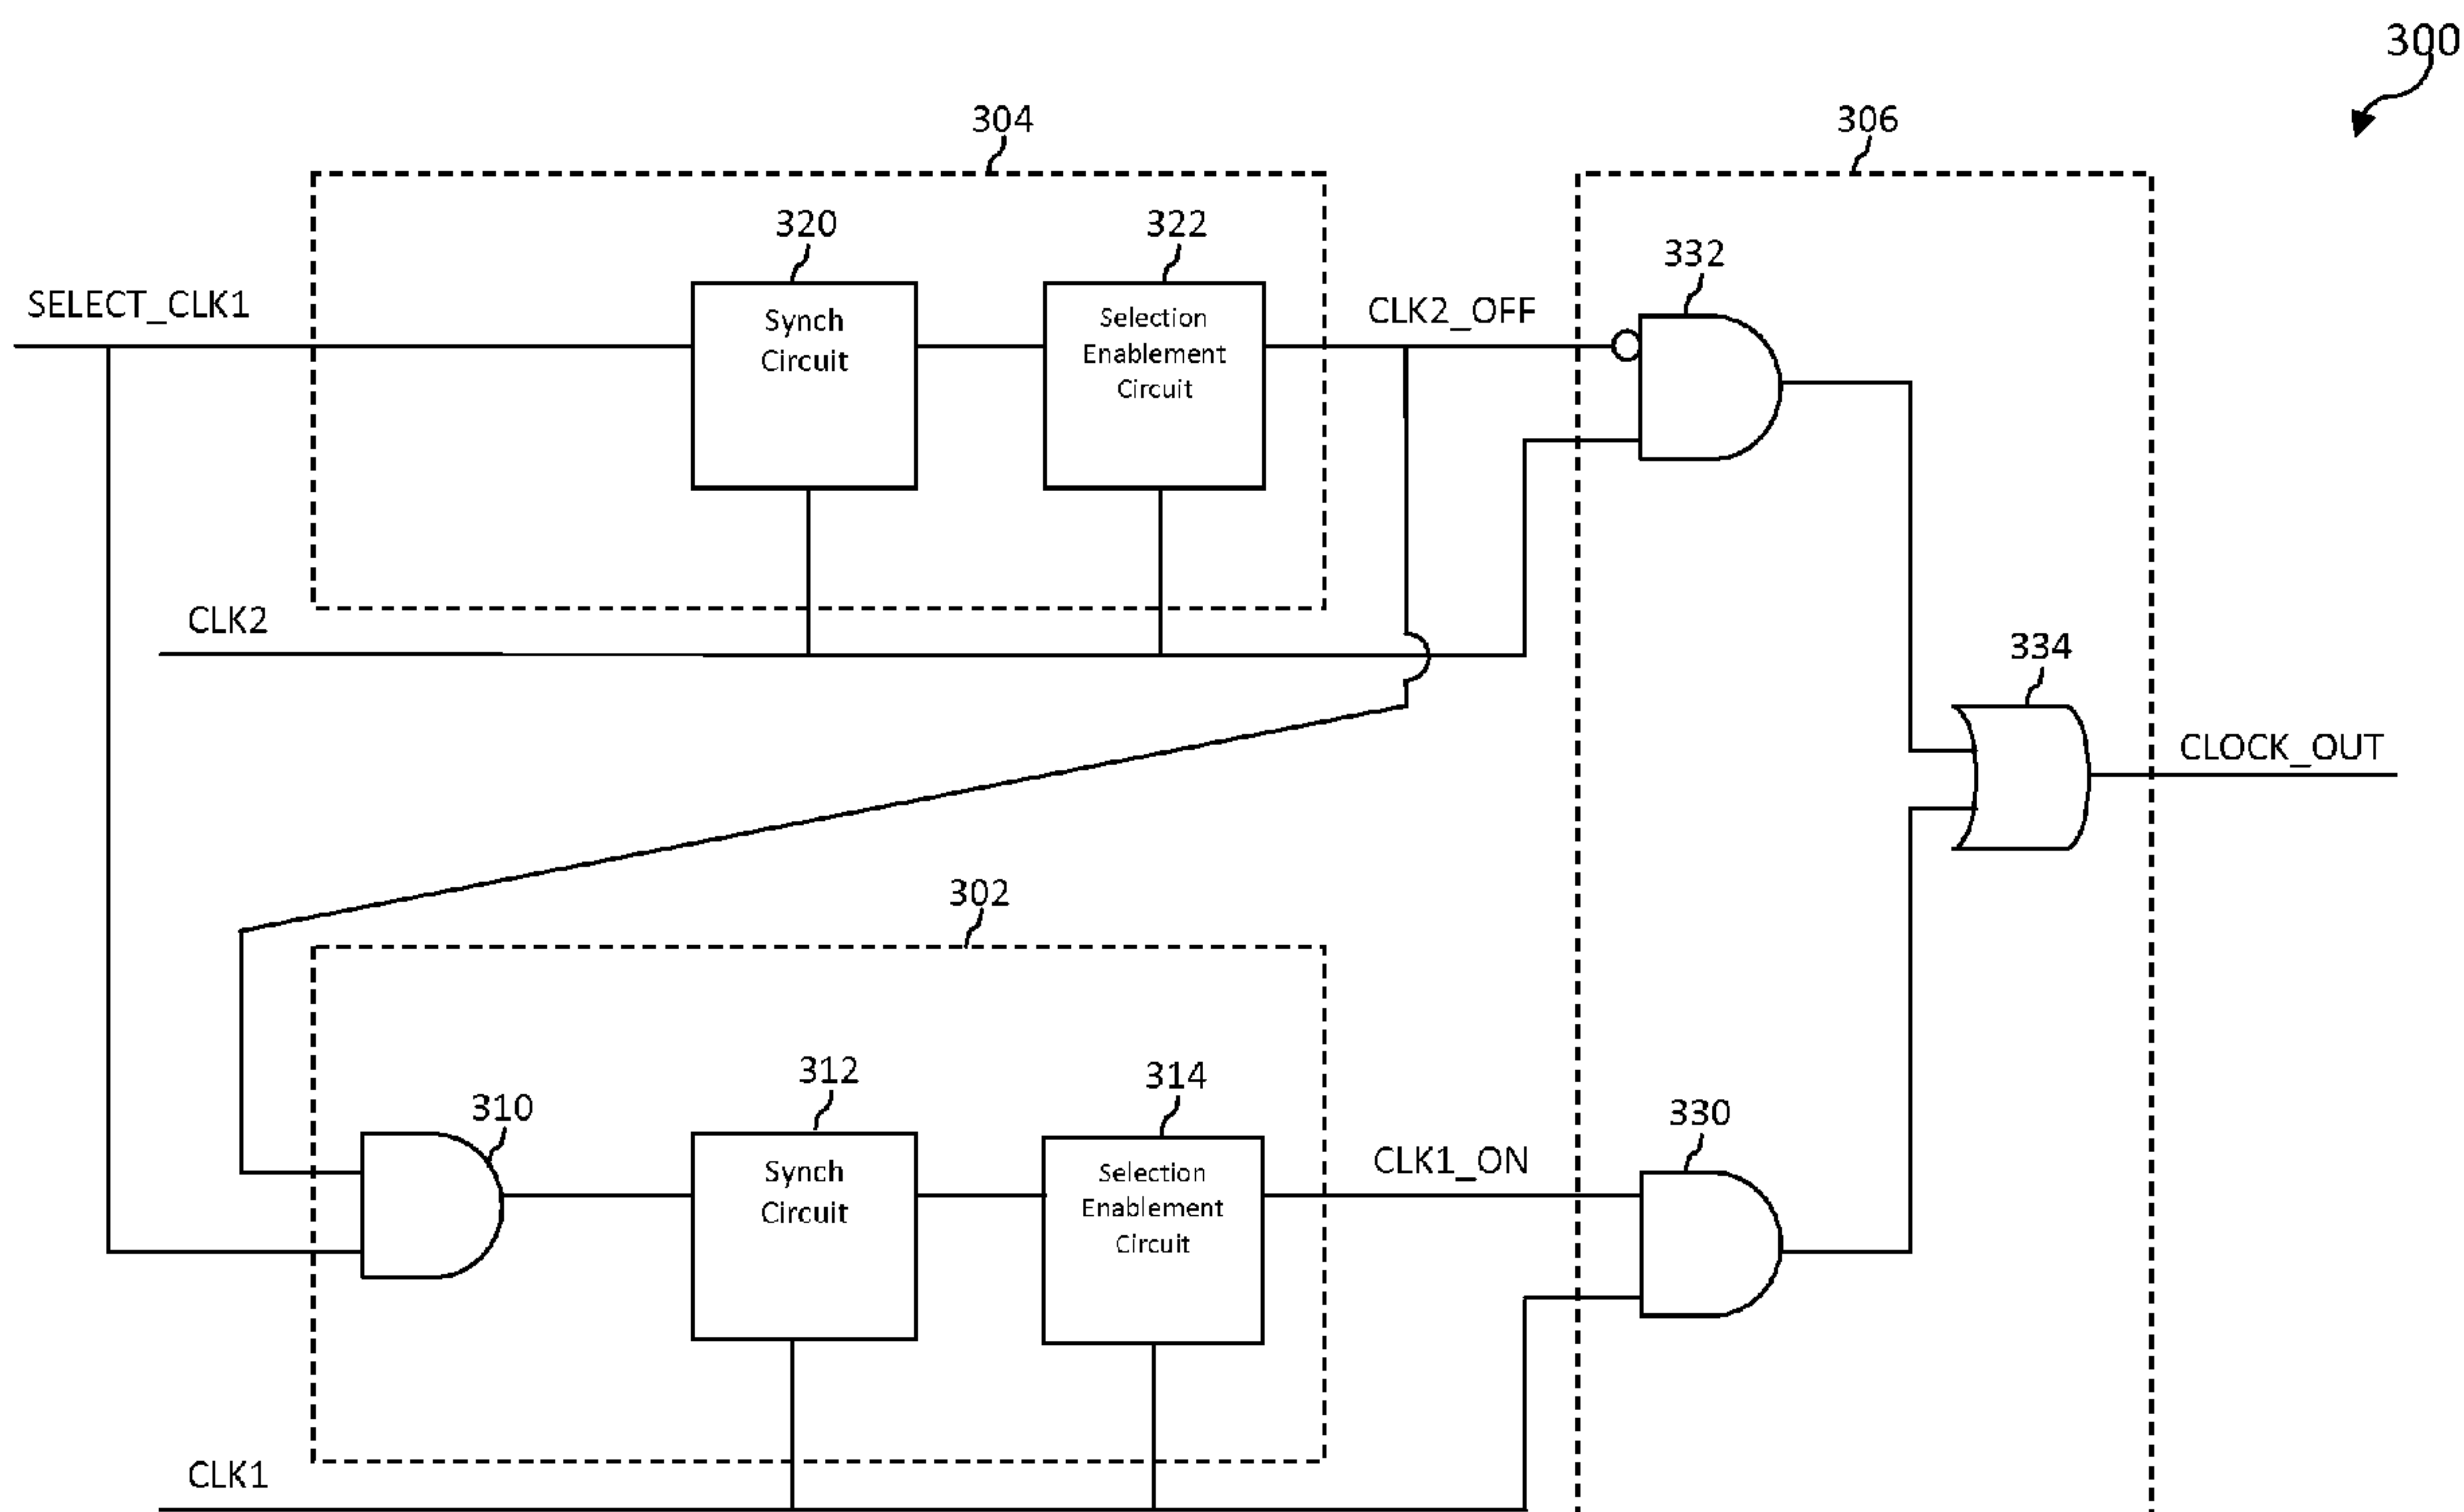 300
304
306
320
322
332
SELECT_CLK1
Synch
Circuit
Selection
Enablement
Circuit
CLK2_OFF
CLK2
334
CLOCK_OUT
302
310
312
314
330
Synch
Circuit
Selection
Enablement
Circuit
CLK1_ON
CLK1